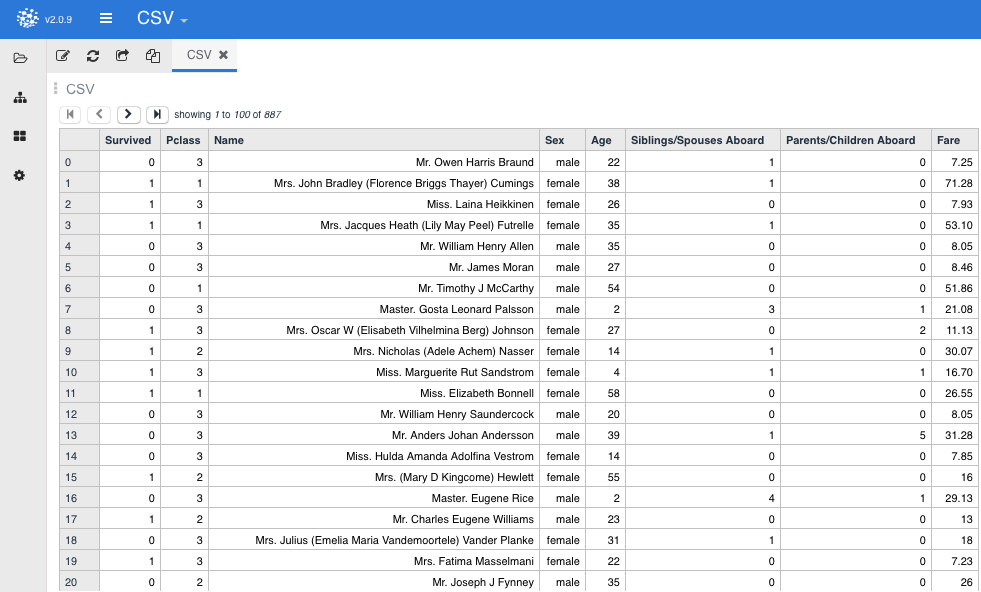 v2.0.9 CSV
CSV
CSV
showing 1 to 100 of 887
Survived Pclass Name Sex Age Siblings/Spouses Aboard Parents/Children Aboard Fare
0 0 3 Mr. Owen Harris Braund male 22 1 0 7.25
1 1 1 Mrs. John Bradley (Florence Briggs Thayer) Cumings female 38 1 0 71.28
2 1 3 Miss. Laina Heikkinen female 26 0 0 7.93
3 1 1 Mrs. Jacques Heath (Lily May Peel) Futrelle female 35 1 0 53.10
4 0 3 Mr. William Henry Allen male 35 0 0 8.05
5 0 3 Mr. James Moran male 27 0 0 8.46
6 0 1 Mr. Timothy J McCarthy male 54 0 0 51.86
7 0 3 Master. Gosta Leonard Palsson male 2 3 1 21.08
8 1 3 Mrs. Oscar W (Elisabeth Vilhelmina Berg) Johnson female 27 0 2 11.13
9 1 2 Mrs. Nicholas (Adele Achem) Nasser female 14 1 0 30.07
10 1 3 Miss. Marguerite Rut Sandstrom female 4 1 1 16.70
11 1 1 Miss. Elizabeth Bonnell female 58 0 0 26.55
12 0 3 Mr. William Henry Saundercock male 20 0 0 8.05
13 0 3 Mr. Anders Johan Andersson male 39 1 5 31.28
14 0 3 Miss. Hulda Amanda Adolfina Vestrom female 14 0 0 7.85
15 1 2 Mrs. (Mary D Kingcome) Hewlett female 55 0 0 16
16 0 3 Master. Eugene Rice male 2 4 1 29.13
17 1 2 Mr. Charles Eugene Williams male 23 0 0 13
18 0 3 Mrs. Julius (Emelia Maria Vandemoortele) Vander Planke female 31 1 0 18
19 1 3 Mrs. Fatima Masselmani female 22 0 0 7.23
20 0 2 Mr. Joseph J Fynney male 35 0 0 26